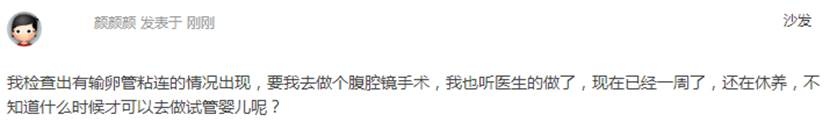 颜颜颜 发表于 刚刚 沙发
我检查出有输卵管粘连的情况出现，要我去做个腹腔镜手术，我也听医生的做了，现在已经一周了，还在休养，不
知道什么时候才可以去做试管婴儿呢？